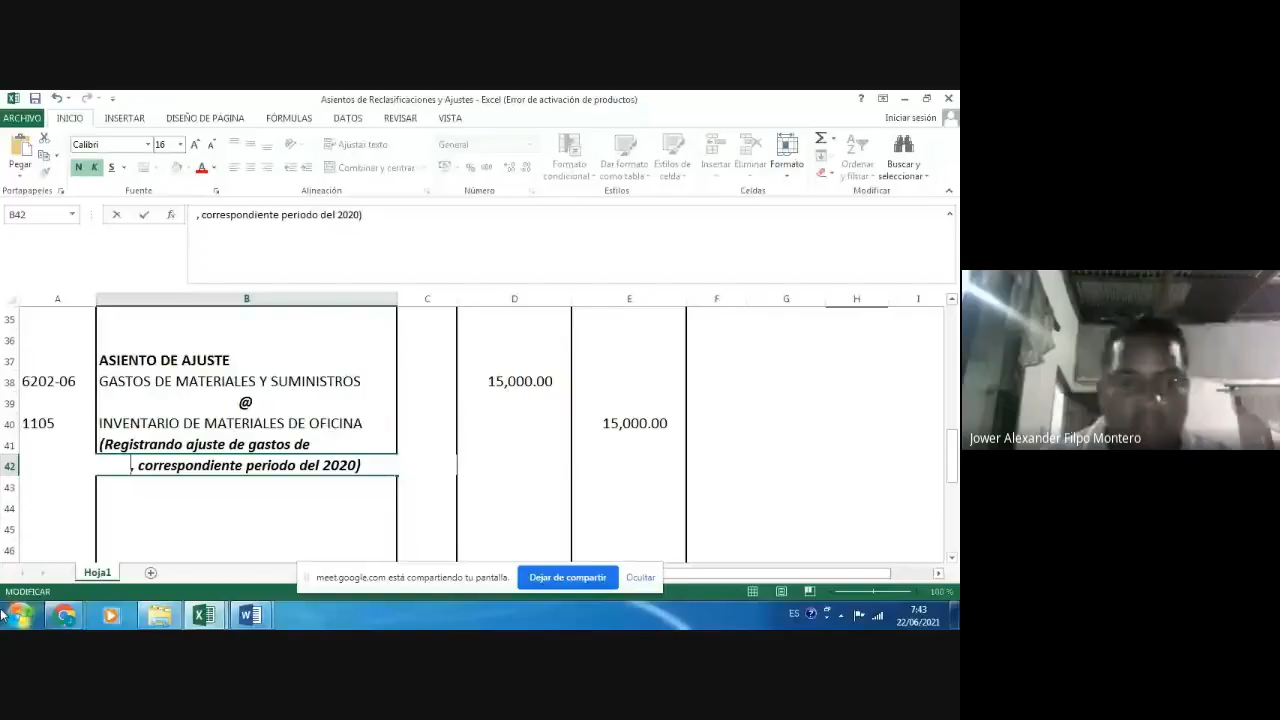 Asientos de Reclasificaciones y Ajustes - Excel (Error de activación de productos)
ARCHIVO INICIO INSERTAR DISEÑO DE PÁGINA FÓRMULAS DATOS REVISAR VISTA Iniciar sesión
Calibri 16 Ajustar texto General
Pegar N K S Combinar y centrar % 000 Formato condicional Dar formato como tabla Estilos de celda Insertar Eliminar Formato Ordenar y filtrar Buscar y seleccionar
Portapapeles Fuente Alineación Número Estilos Celdas Modificar
B42 fx , correspondiente periodo del 2020)
A B C D E F G H I
35
36
37 ASIENTO DE AJUSTE
38 6202-06 GASTOS DE MATERIALES Y SUMINISTROS 15,000.00
39 @
40 1105 INVENTARIO DE MATERIALES DE OFICINA 15,000.00
41 (Registrando ajuste de gastos de
42 , correspondiente periodo del 2020)
43
44
45
46
Jower Alexander Filpo Montero
Hoja1
meet.google.com está compartiendo tu pantalla. Dejar de compartir Ocultar
MODIFICAR 100 %
ES 7:43
22/06/2021